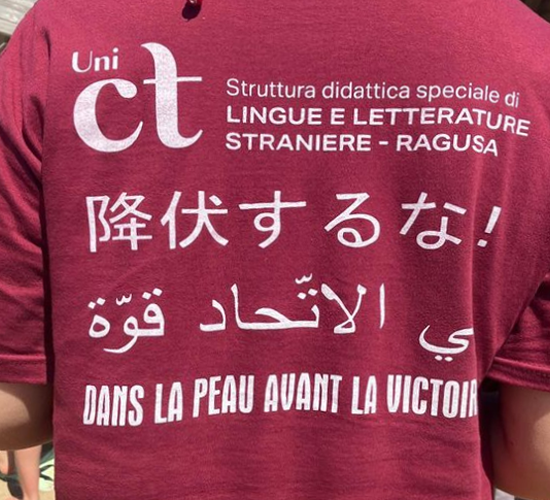 Uni
ct
Struttura didattica speciale di
LINGUE E LETTERATURE
STRANIERE - RAGUSA
降伏するな!
ي الاتّحاد قوّة
DANS LA PEAU AVANT LA VICTOIR